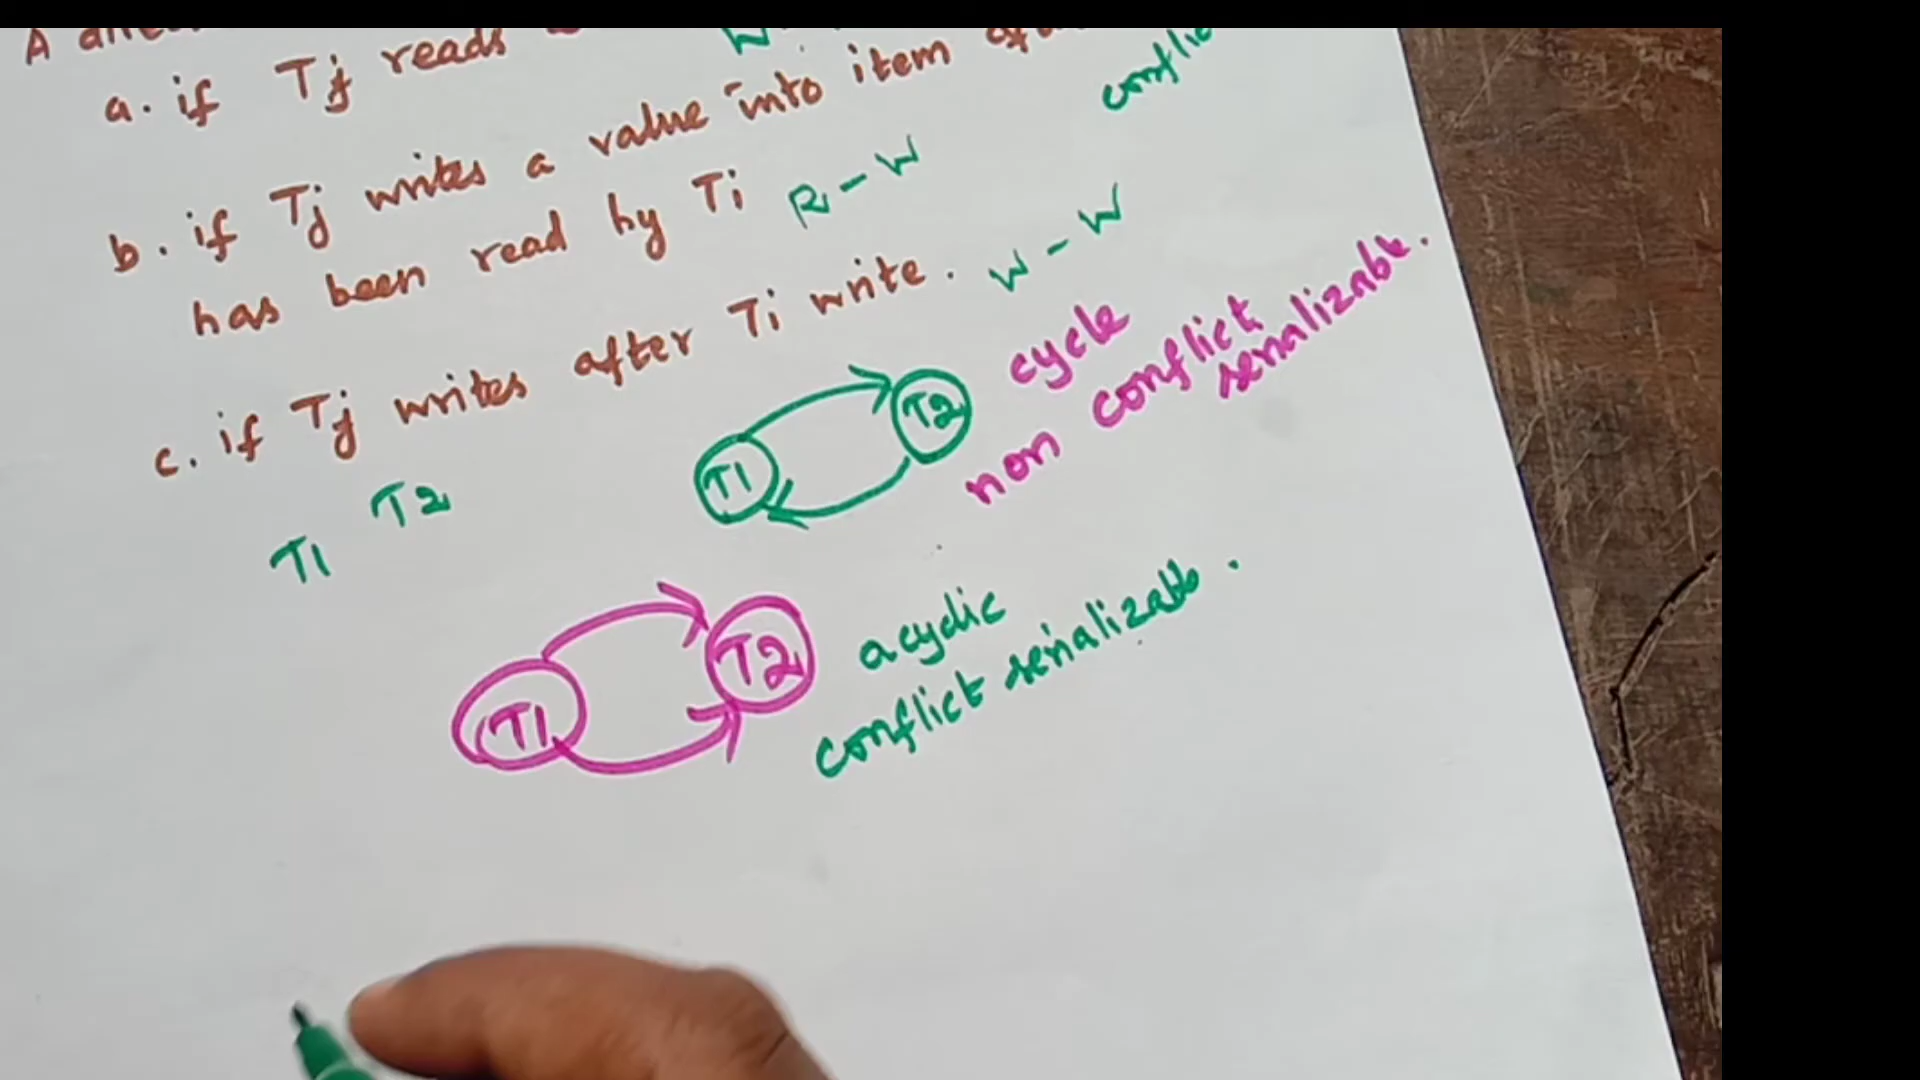 A
a. if Tj reads
W
conflic
b. if Tj writes a value into item
has been read by Ti R-W
c. if Tj writes after Ti write. W-W
T1 T2
T1 T2
cycle
non conflict
serializable.
T1 T2
acyclic
conflict serializable.